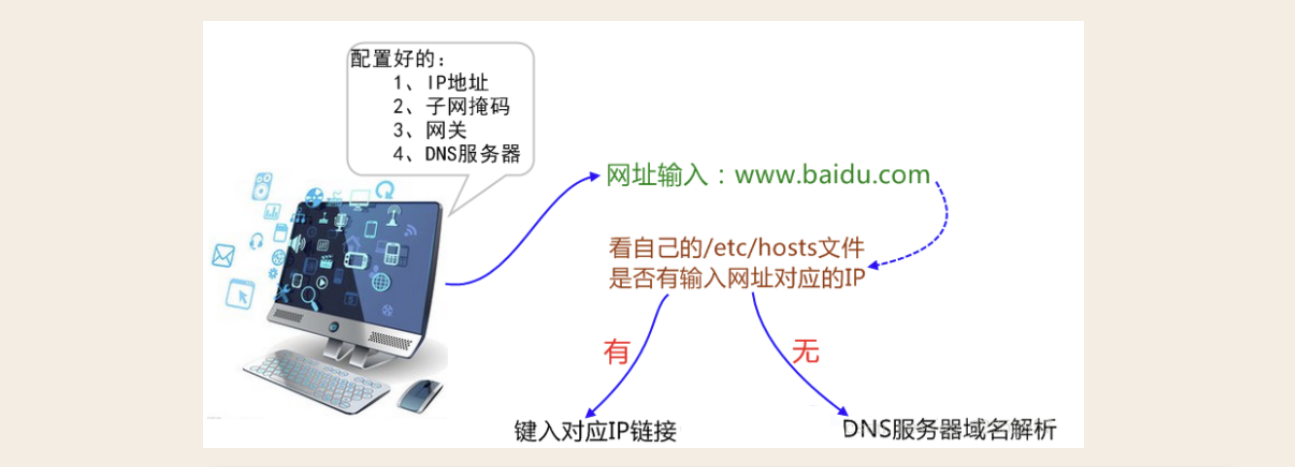 配置好的：
1、IP地址
2、子网掩码
3、网关
4、DNS服务器
网址输入：www.baidu.com
看自己的/etc/hosts文件
是否有输入网址对应的IP
有
无
键入对应IP链接
DNS服务器域名解析